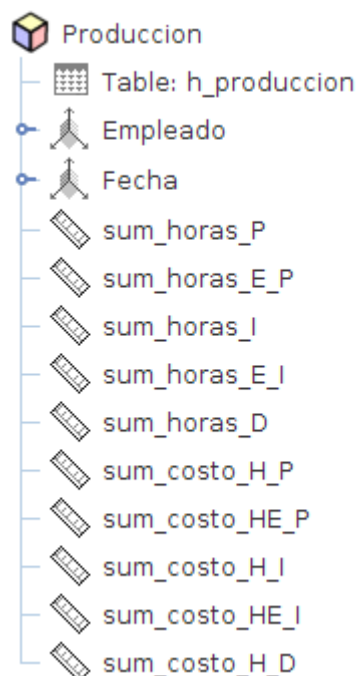 Produccion
Table: h_produccion
Empleado
Fecha
sum_horas_P
sum_horas_E_P
sum_horas_I
sum_horas_E_I
sum_horas_D
sum_costo_H_P
sum_costo_HE_P
sum_costo_H_I
sum_costo_HE_I
sum_costo_H_D